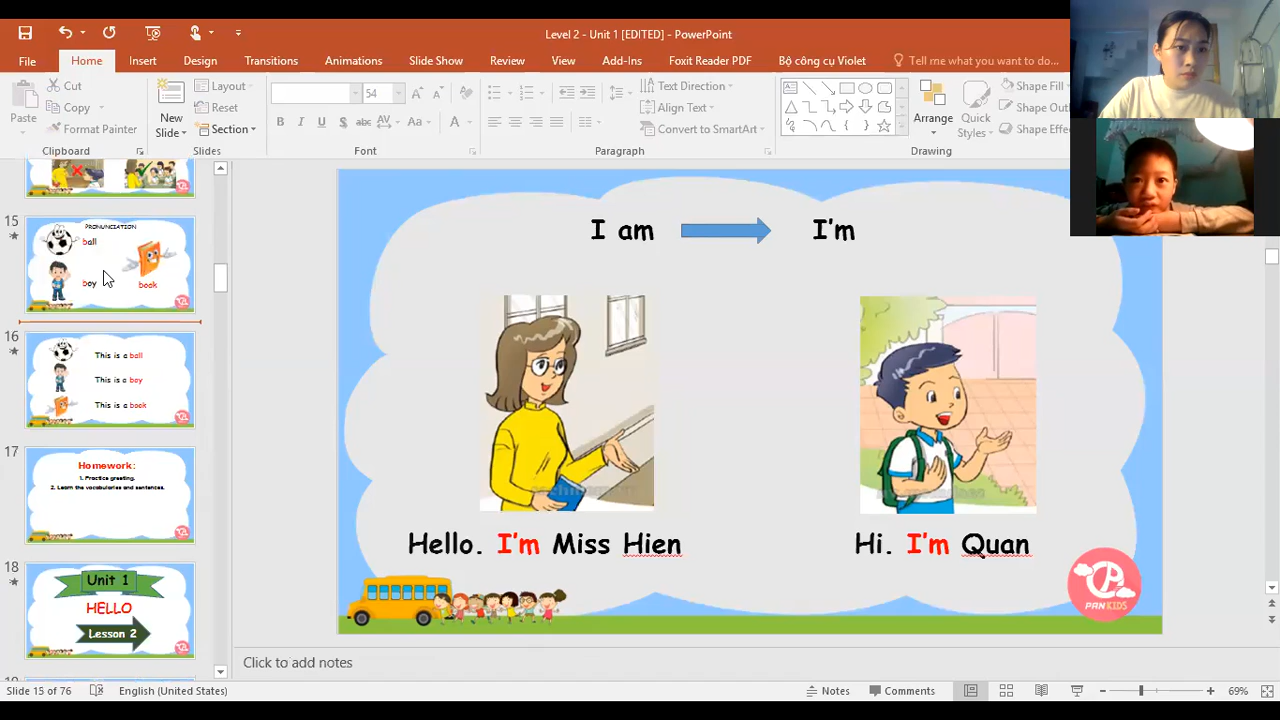 Level 2 - Unit 1 [EDITED] - PowerPoint
File Home Insert Design Transitions Animations Slide Show Review View Add-Ins Foxit Reader PDF Bộ công cụ Violet Tell me what you want to do...
Paste
Cut
Copy
Format Painter
Clipboard
New
Slide
Layout
Reset
Section
Slides
54
Font
Text Direction
Align Text
Convert to SmartArt
Paragraph
Arrange
Quick
Styles
Shape Fill
Shape Outl
Shape Effe
Drawing
15
PRONUNCIATION
ball
boy
book
16
This is a ball
This is a boy
This is a book
17
Homework:
1. Practice greeting.
2. Learn the vocabularies and sentences.
18
Unit 1
HELLO
Lesson 2
I am I'm
Hello. I'm Miss Hien
Hi. I'm Quan
PANKIDS
Click to add notes
Slide 15 of 76 English (United States) Notes Comments 69%